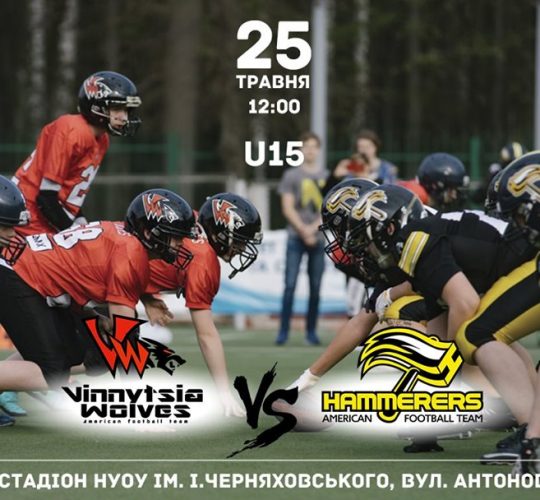 25
ТРАВНЯ
12:00
U15
Vinnytsia
Wolves
american football team
VS
HAMMERERS
AMERICAN FOOTBALL TEAM
СТАДІОН НУОУ ІМ. І.ЧЕРНЯХОВСЬКОГО, ВУЛ.